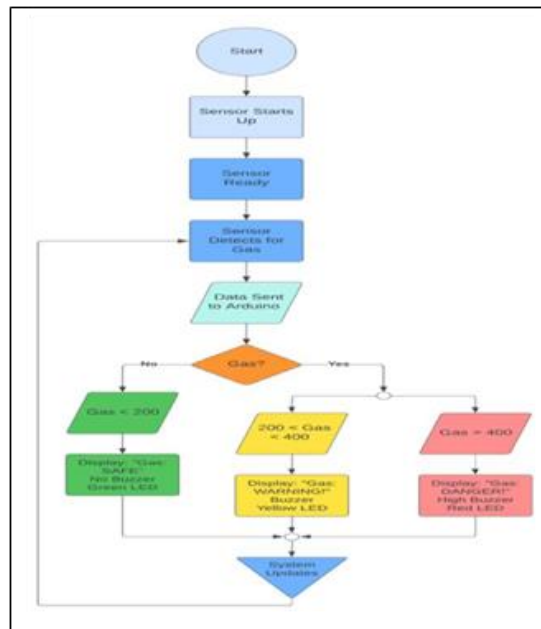 Start
Sensor Starts
Up
Sensor
Ready
Sensor
Detects for
Gas
Data Sent
to Arduino
No
Gas?
Yes
Gas < 200
200 < Gas
< 400
Gas > 400
Display: "Gas:
SAFE"
No Buzzer
Green LED
Display: "Gas:
WARNING!"
Buzzer
Yellow LED
Display: "Gas:
DANGER!"
High Buzzer
Red LED
System
Updates